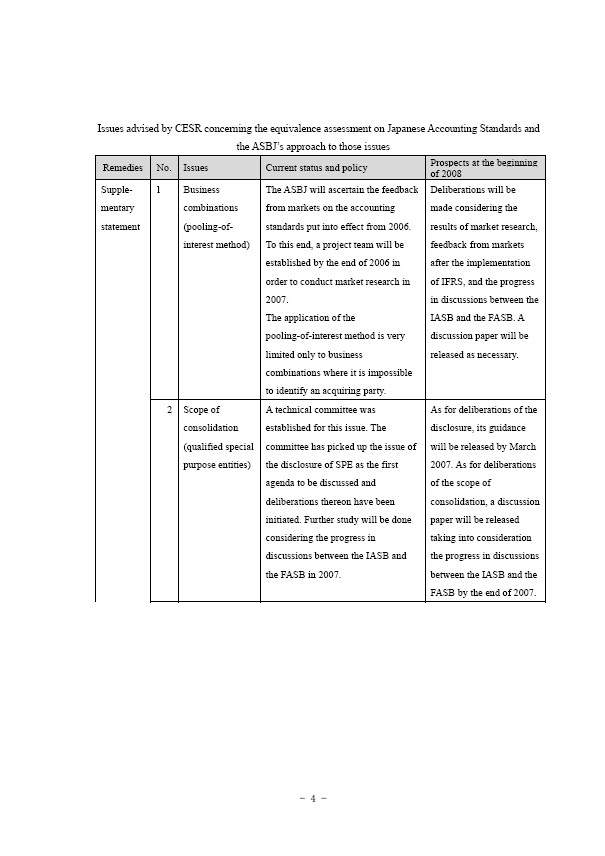 Issues advised by CESR concerning the equivalence assessment on Japanese Accounting Standards and
the ASBJ's approach to those issues
Remedies No. Issues Current status and policy Prospects at the beginning
of 2008
Supple-
mentary
statement
1
Business
combinations
(pooling-of-
interest method)
The ASBJ will ascertain the feedback
from markets on the accounting
standards put into effect from 2006.
To this end, a project team will be
established by the end of 2006 in
order to conduct market research in
2007.
The application of the
pooling-of-interest method is very
limited only to business
combinations where it is impossible
to identify an acquiring party.
Deliberations will be
made considering the
results of market research,
feedback from markets
after the implementation
of IFRS, and the progress
in discussions between the
IASB and the FASB. A
discussion paper will be
released as necessary.
2
Scope of
consolidation
(qualified special
purpose entities)
A technical committee was
established for this issue. The
committee has picked up the issue of
the disclosure of SPE as the first
agenda to be discussed and
deliberations thereon have been
initiated. Further study will be done
considering the progress in
discussions between the IASB and
the FASB in 2007.
As for deliberations of the
disclosure, its guidance
will be released by March
2007. As for deliberations
of the scope of
consolidation, a discussion
paper will be released
taking into consideration
the progress in discussions
between the IASB and the
FASB by the end of 2007.
- 4 -